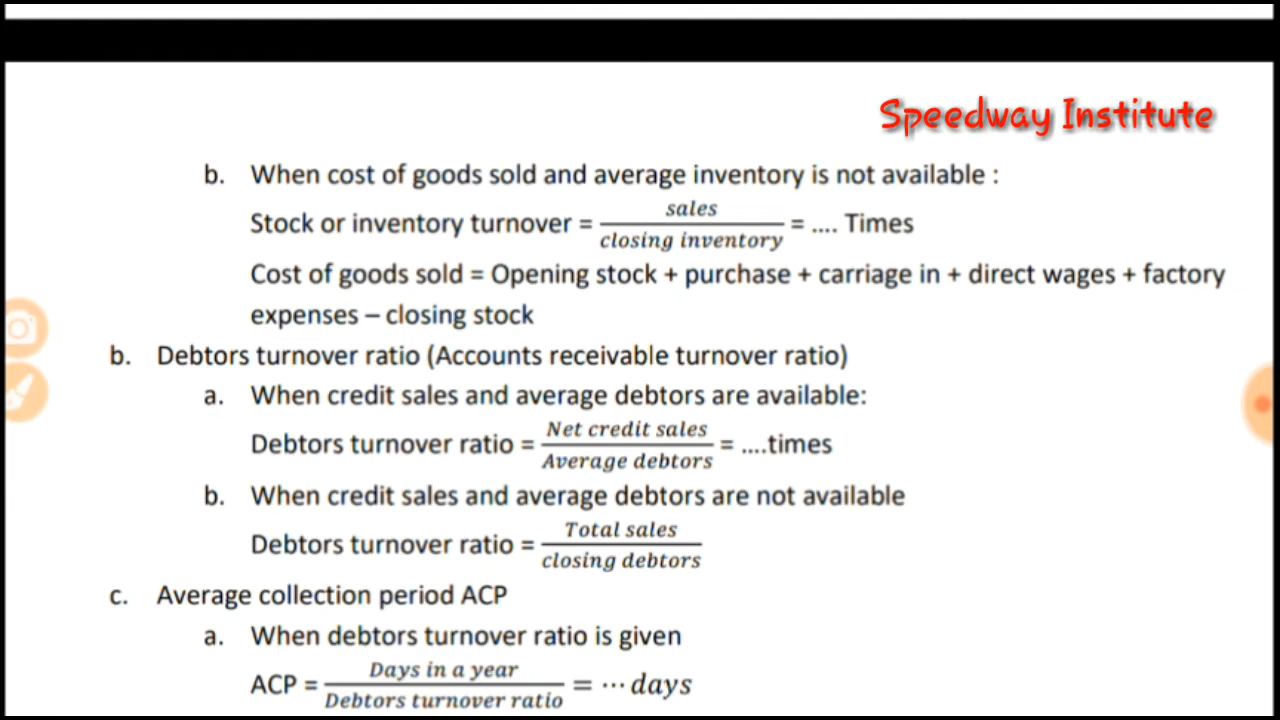 Speedway Institute
b. When cost of goods sold and average inventory is not available :
Stock or inventory turnover = sales / closing inventory = .... Times
Cost of goods sold = Opening stock + purchase + carriage in + direct wages + factory
expenses – closing stock
b. Debtors turnover ratio (Accounts receivable turnover ratio)
a. When credit sales and average debtors are available:
Debtors turnover ratio = Net credit sales / Average debtors = ....times
b. When credit sales and average debtors are not available
Debtors turnover ratio = Total sales / closing debtors
c. Average collection period ACP
a. When debtors turnover ratio is given
ACP = Days in a year / Debtors turnover ratio = ··· days